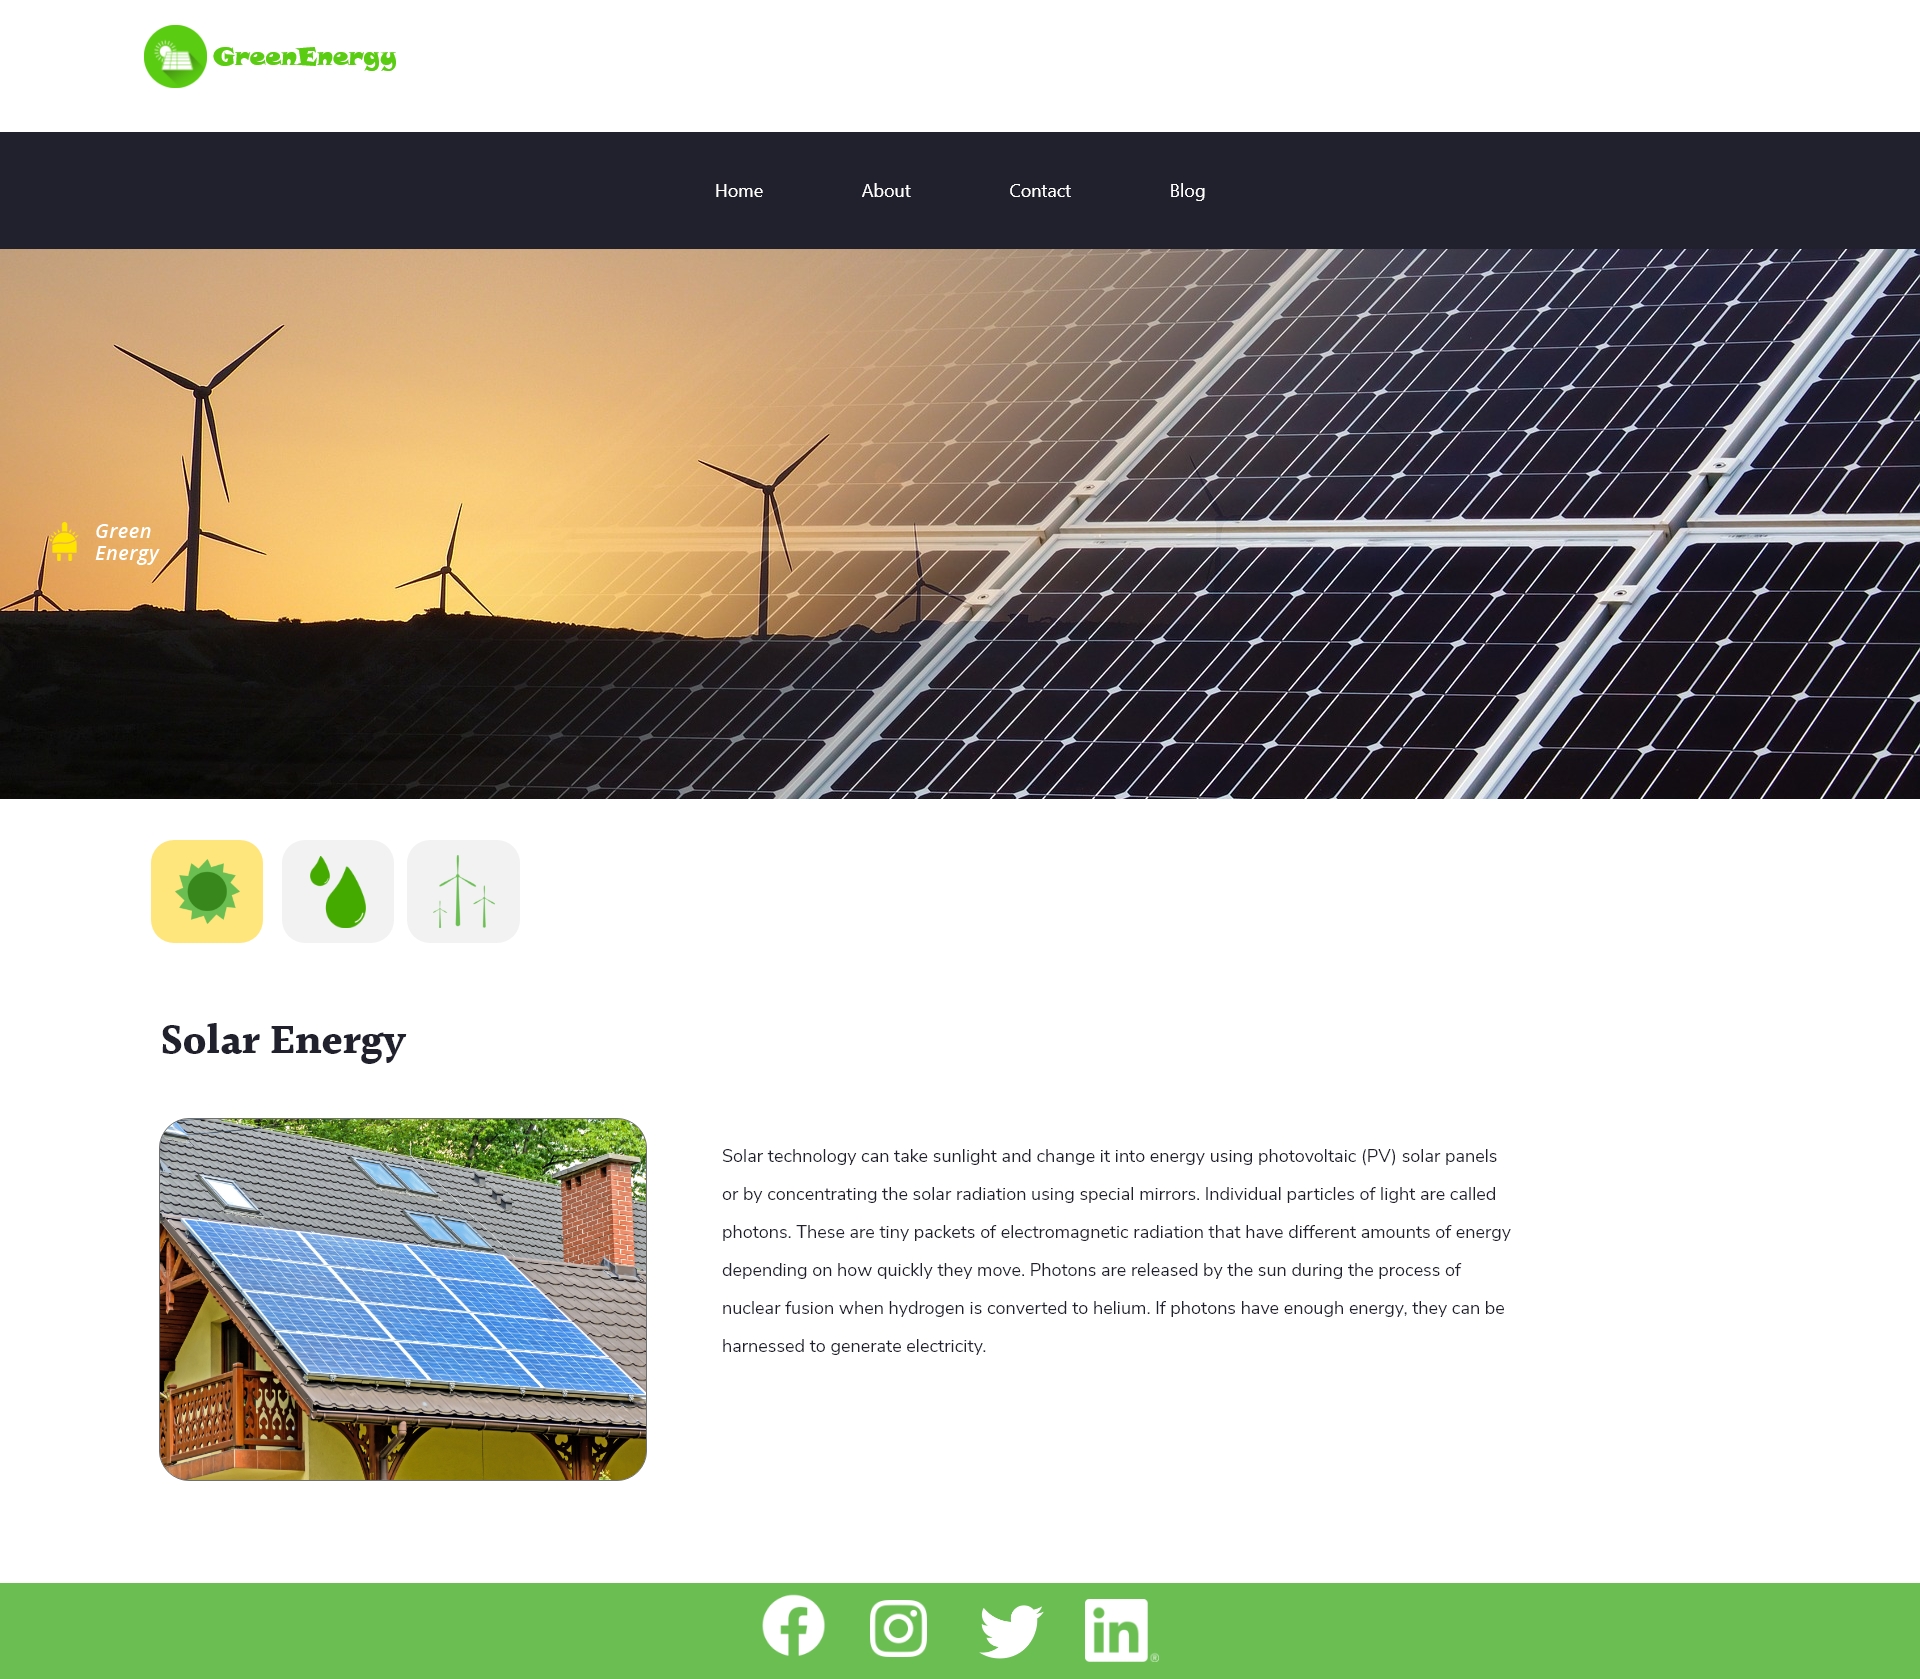 GreenEnergy
Home About Contact Blog
Green
Energy
Solar Energy
Solar technology can take sunlight and change it into energy using photovoltaic (PV) solar panels
or by concentrating the solar radiation using special mirrors. Individual particles of light are called
photons. These are tiny packets of electromagnetic radiation that have different amounts of energy
depending on how quickly they move. Photons are released by the sun during the process of
nuclear fusion when hydrogen is converted to helium. If photons have enough energy, they can be
harnessed to generate electricity.
in®